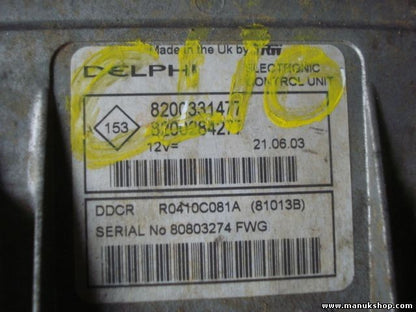 Made in the Uk by TRW
DELPHI ELECTRONIC
CONTROL UNIT
8200331477
153
12v= 21.06.03
DDCR R0410C081A (81013B)
SERIAL No 80803274 FWG
www.manukshop.com